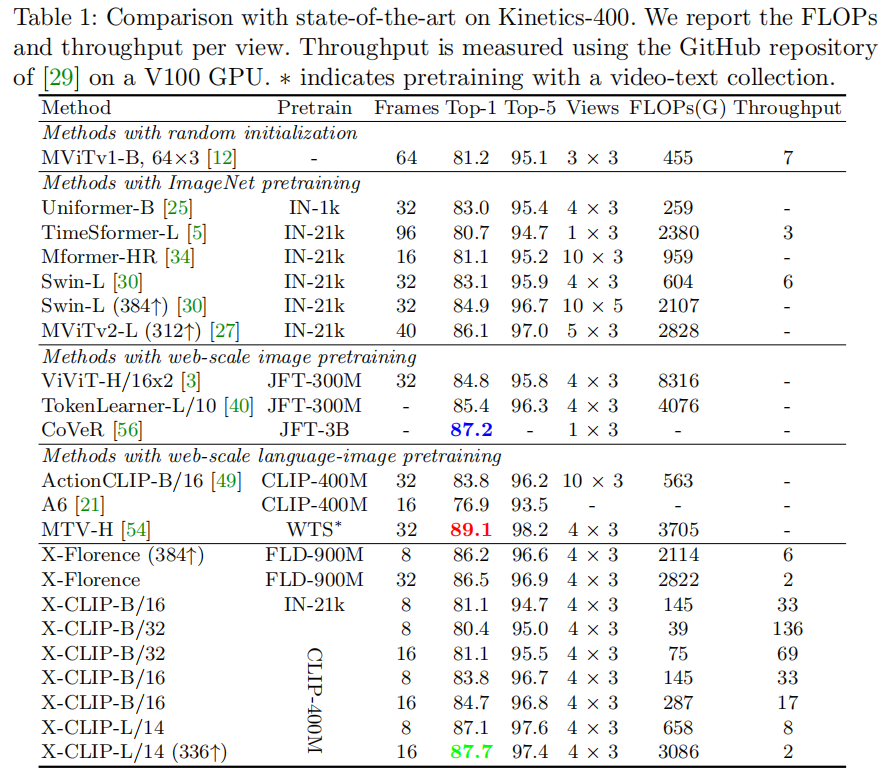 Table 1: Comparison with state-of-the-art on Kinetics-400. We report the FLOPs
and throughput per view. Throughput is measured using the GitHub repository
of [29] on a V100 GPU. ∗ indicates pretraining with a video-text collection.
Method Pretrain Frames Top-1 Top-5 Views FLOPs(G) Throughput
Methods with random initialization
MViTv1-B, 64×3 [12] - 64 81.2 95.1 3 × 3 455 7
Methods with ImageNet pretraining
Uniformer-B [25] IN-1k 32 83.0 95.4 4 × 3 259 -
TimeSformer-L [5] IN-21k 96 80.7 94.7 1 × 3 2380 3
Mformer-HR [34] IN-21k 16 81.1 95.2 10 × 3 959 -
Swin-L [30] IN-21k 32 83.1 95.9 4 × 3 604 6
Swin-L (384↑) [30] IN-21k 32 84.9 96.7 10 × 5 2107 -
MViTv2-L (312↑) [27] IN-21k 40 86.1 97.0 5 × 3 2828 -
Methods with web-scale image pretraining
ViViT-H/16x2 [3] JFT-300M 32 84.8 95.8 4 × 3 8316 -
TokenLearner-L/10 [40] JFT-300M - 85.4 96.3 4 × 3 4076 -
CoVeR [56] JFT-3B - 87.2 - 1 × 3 - -
Methods with web-scale language-image pretraining
ActionCLIP-B/16 [49] CLIP-400M 32 83.8 96.2 10 × 3 563 -
A6 [21] CLIP-400M 16 76.9 93.5 - - -
MTV-H [54] WTS∗ 32 89.1 98.2 4 × 3 3705 -
X-Florence (384↑) FLD-900M 8 86.2 96.6 4 × 3 2114 6
X-Florence FLD-900M 32 86.5 96.9 4 × 3 2822 2
X-CLIP-B/16 IN-21k 8 81.1 94.7 4 × 3 145 33
X-CLIP-B/32 8 80.4 95.0 4 × 3 39 136
X-CLIP-B/32 16 81.1 95.5 4 × 3 75 69
X-CLIP-B/16 8 83.8 96.7 4 × 3 145 33
X-CLIP-B/16 16 84.7 96.8 4 × 3 287 17
X-CLIP-L/14 8 87.1 97.6 4 × 3 658 8
X-CLIP-L/14 (336↑) 16 87.7 97.4 4 × 3 3086 2
CLIP-400M